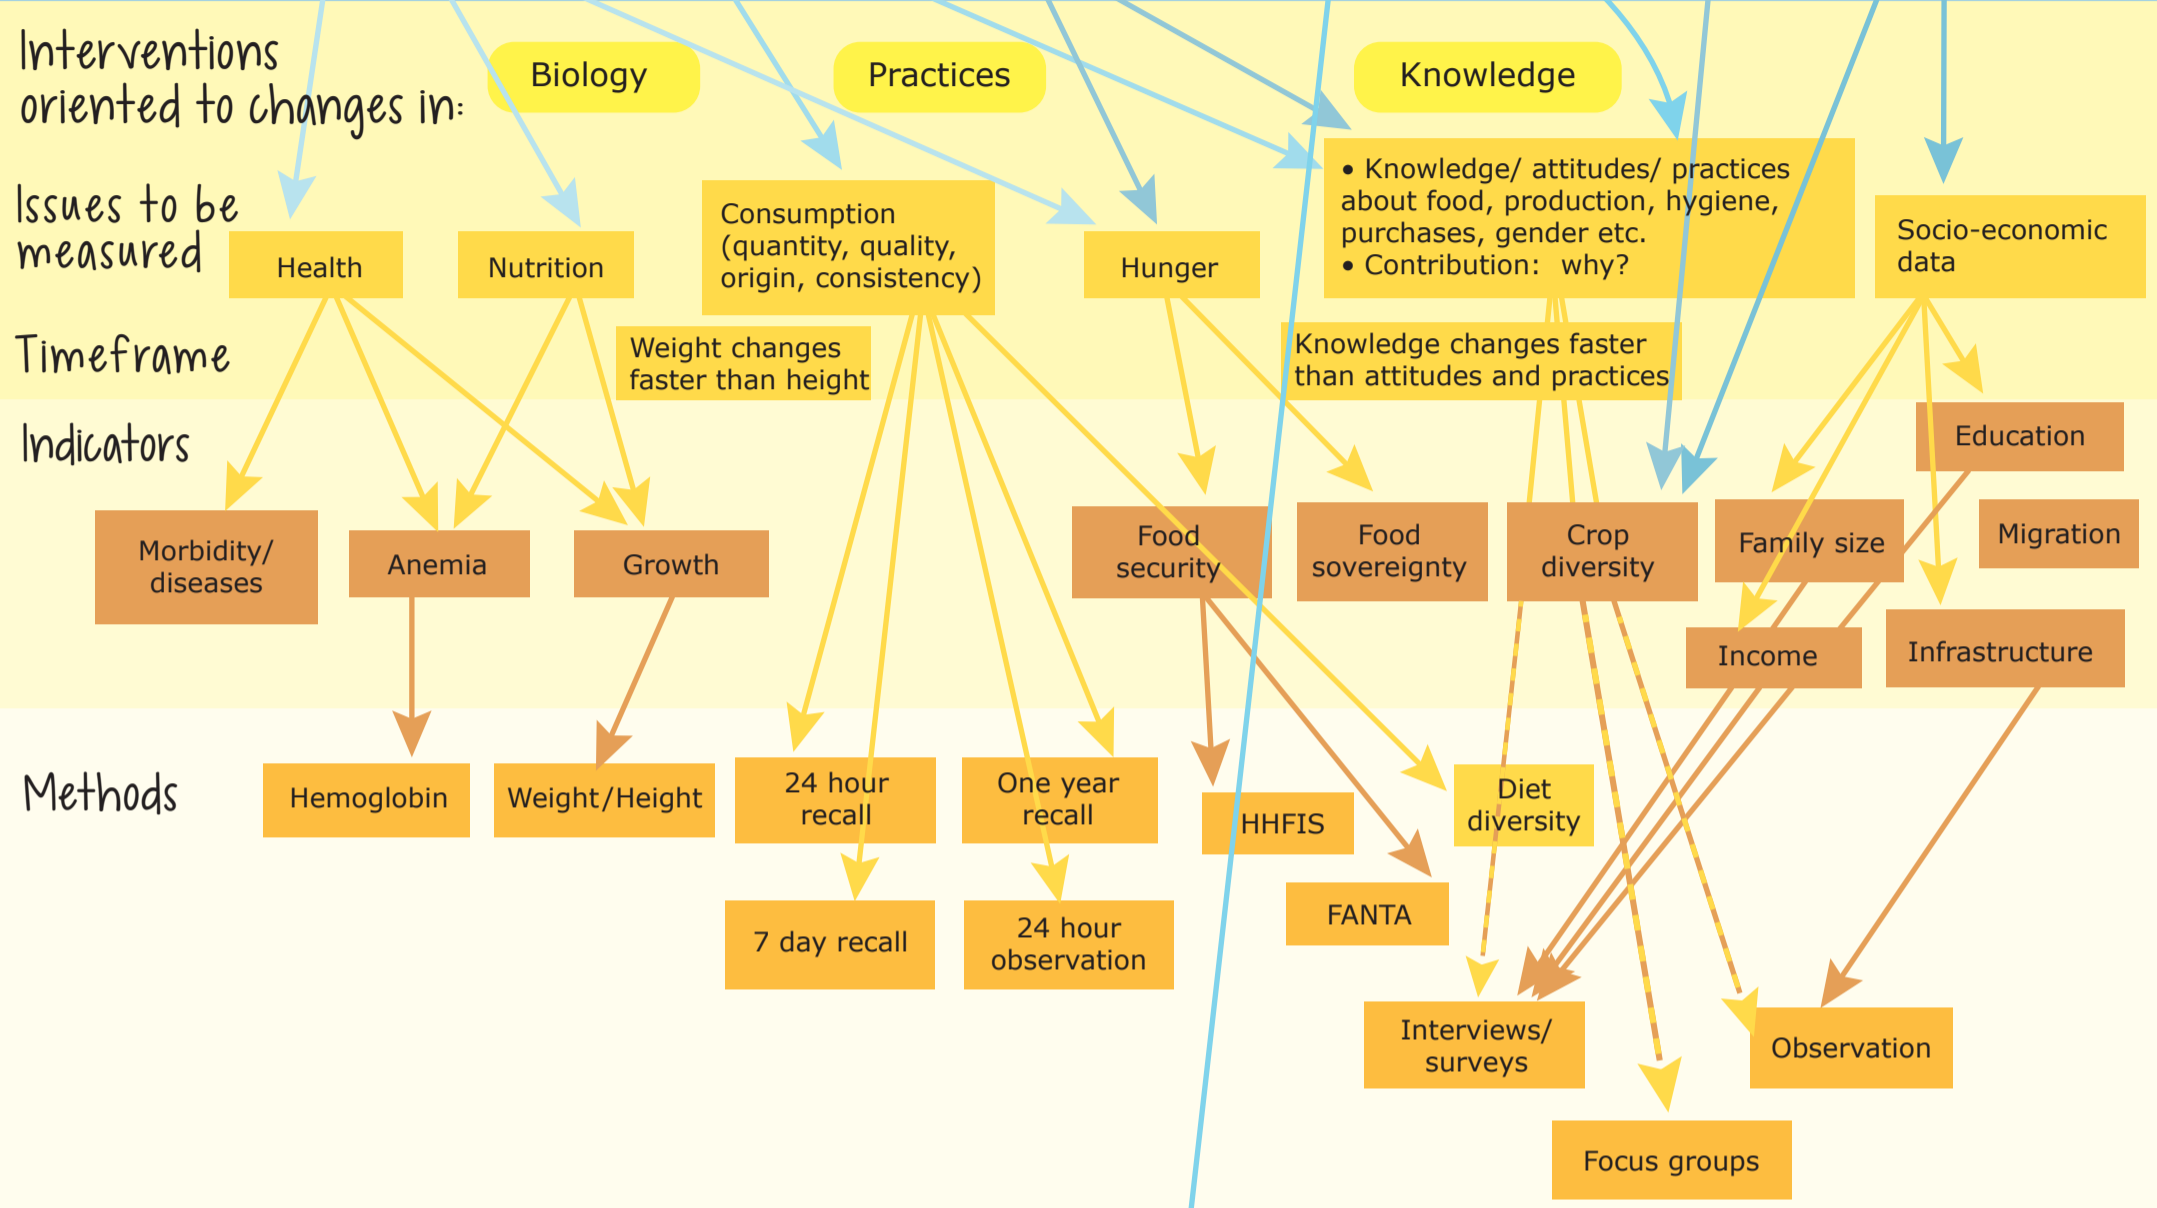 Interventions
oriented to changes in:
Biology
Practices
Knowledge
Issues to be
measured
Health
Nutrition
Consumption
(quantity, quality,
origin, consistency)
Hunger
• Knowledge/ attitudes/ practices
about food, production, hygiene,
purchases, gender etc.
• Contribution: why?
Socio-economic
data
Timeframe
Weight changes
faster than height
Knowledge changes faster
than attitudes and practices
Indicators
Education
Morbidity/
diseases
Anemia
Growth
Food
security
Food
sovereignty
Crop
diversity
Family size
Migration
Income
Infrastructure
Methods
Hemoglobin
Weight/Height
24 hour
recall
One year
recall
HHFIS
Diet
diversity
7 day recall
24 hour
observation
FANTA
Interviews/
surveys
Observation
Focus groups